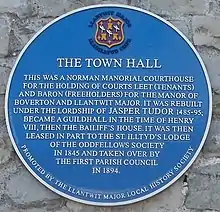 LLANTWIT MAJOR
THE TOWN HALL
THIS WAS A NORMAN MANORIAL COURTHOUSE
FOR THE HOLDING OF COURTS LEET (TENANTS)
AND BARON (FREEHOLDERS) FOR THE MANOR OF
BOVERTON AND LLANTWIT MAJOR. IT WAS REBUILT
UNDER THE LORDSHIP OF JASPER TUDOR 1485-95;
BECAME A GUILDHALL IN THE TIME OF HENRY
VIII, THEN THE BAILIFF'S HOUSE. IT WAS THEN
LEASED IN PART TO THE ST. ILLTYD'S LODGE
OF THE ODDFELLOWS SOCIETY
IN 1845 AND TAKEN OVER BY
THE FIRST PARISH COUNCIL
IN 1894.
PROMOTED BY THE LLANTWIT MAJOR LOCAL HISTORY SOCIETY